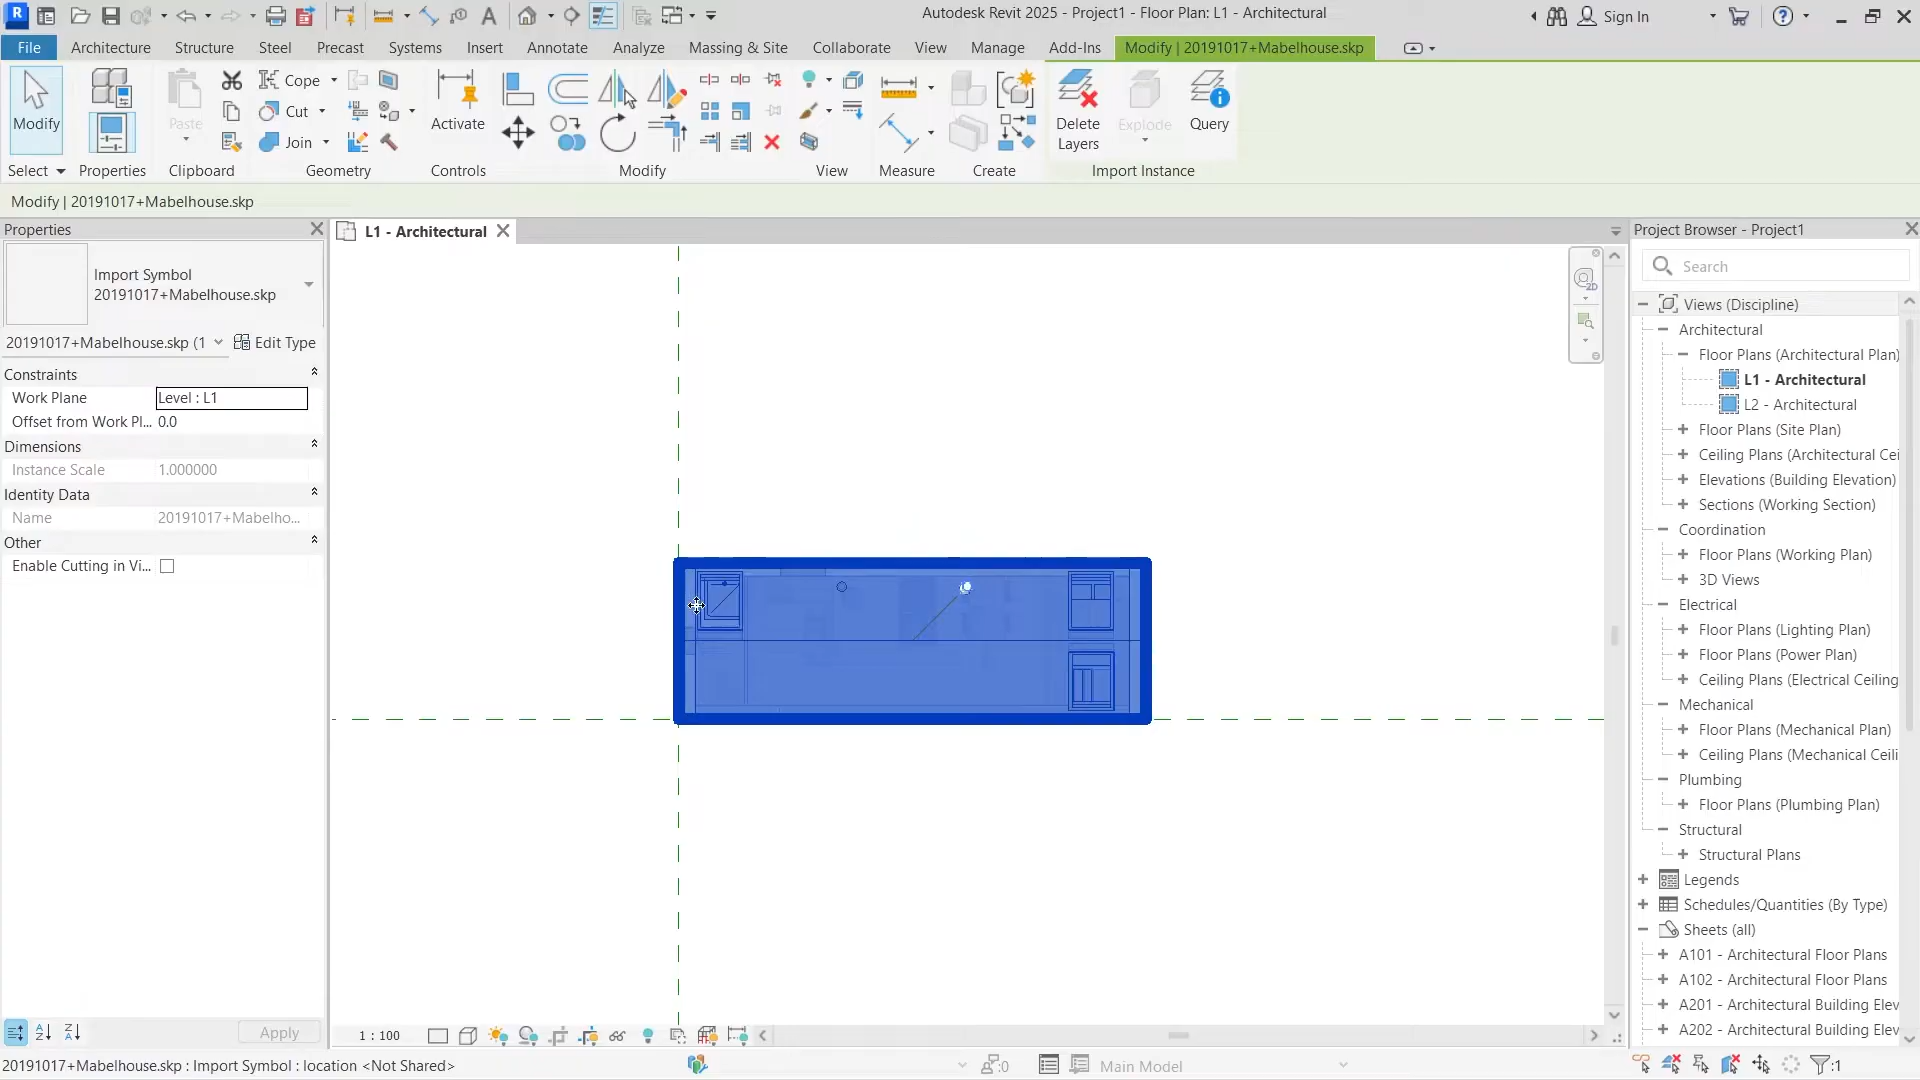 Autodesk Revit 2025 - Project1 - Floor Plan: L1 - Architectural
Sign In
File
Architecture
Structure
Steel
Precast
Systems
Insert
Annotate
Analyze
Massing & Site
Collaborate
View
Manage
Add-Ins
Modify | 20191017+Mabelhouse.skp
Modify
Paste
Cope
Cut
Join
Activate
Delete
Layers
Explode
Query
Select
Properties
Clipboard
Geometry
Controls
Modify
View
Measure
Create
Import Instance
Modify | 20191017+Mabelhouse.skp
Properties
Import Symbol
20191017+Mabelhouse.skp
20191017+Mabelhouse.skp (1
Edit Type
Constraints
Work Plane
Level : L1
Offset from Work Pl... 0.0
Dimensions
Instance Scale
1.000000
Identity Data
Name
20191017+Mabelho...
Other
Enable Cutting in Vi...
Apply
L1 - Architectural
2D
1 : 100
Project Browser - Project1
Search
Views (Discipline)
Architectural
Floor Plans (Architectural Plan)
L1 - Architectural
L2 - Architectural
Floor Plans (Site Plan)
Ceiling Plans (Architectural Cei
Elevations (Building Elevation)
Sections (Working Section)
Coordination
Floor Plans (Working Plan)
3D Views
Electrical
Floor Plans (Lighting Plan)
Floor Plans (Power Plan)
Ceiling Plans (Electrical Ceiling
Mechanical
Floor Plans (Mechanical Plan)
Ceiling Plans (Mechanical Ceili
Plumbing
Floor Plans (Plumbing Plan)
Structural
Structural Plans
Legends
Schedules/Quantities (By Type)
Sheets (all)
A101 - Architectural Floor Plans
A102 - Architectural Floor Plans
A201 - Architectural Building Elev
A202 - Architectural Building Elev
20191017+Mabelhouse.skp : Import Symbol : location <Not Shared>
:0
Main Model
:1